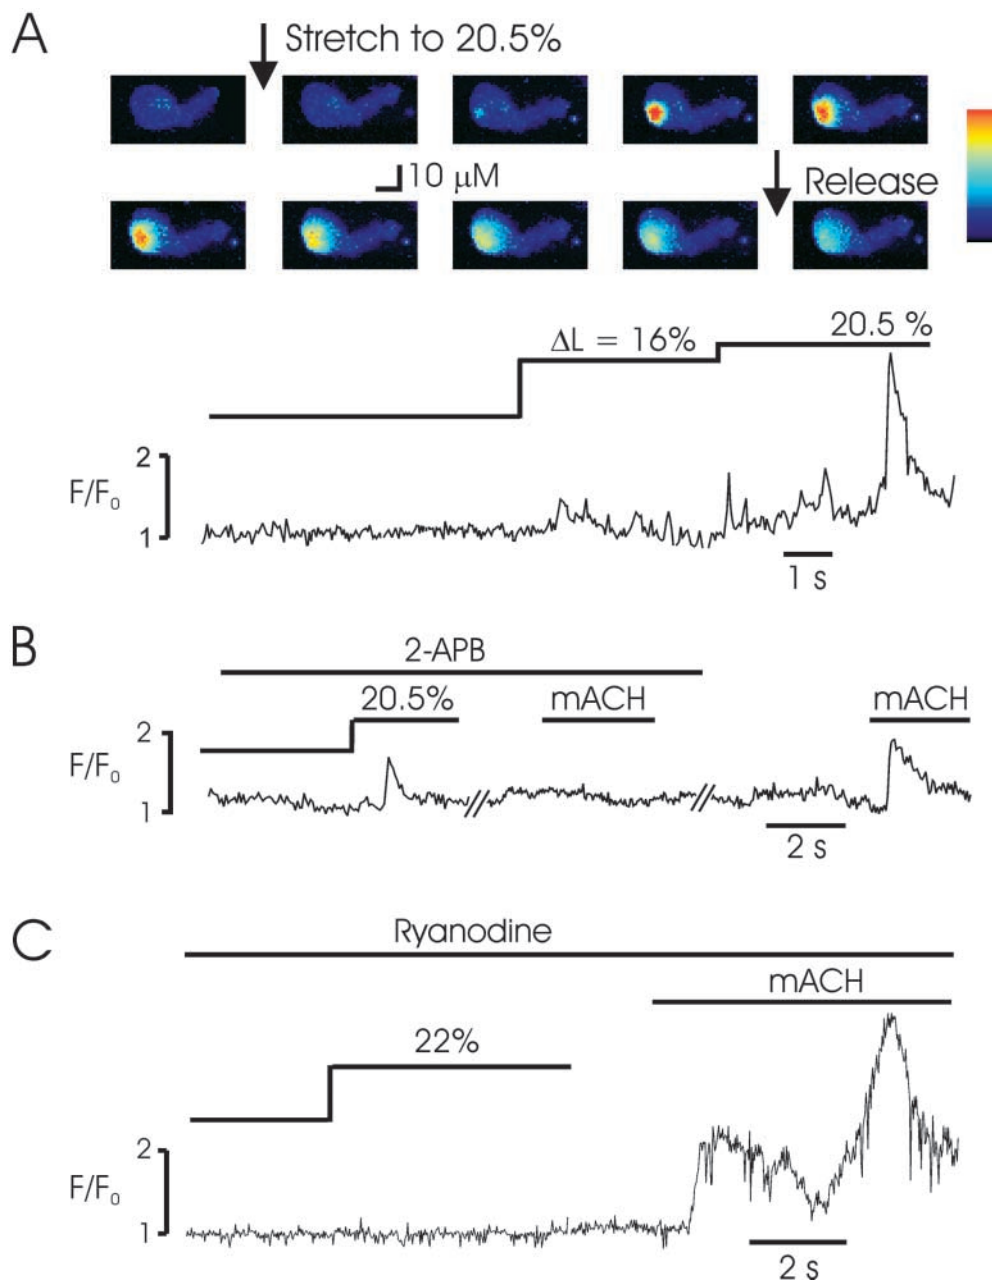 A
Stretch to 20.5%
10 μM
Release
ΔL = 16%
20.5 %
2
F/F₀
1
1 s
B
2-APB
20.5%
mACH
mACH
2
F/F₀
1
2 s
C
Ryanodine
mACH
22%
2
F/F₀
1
2 s